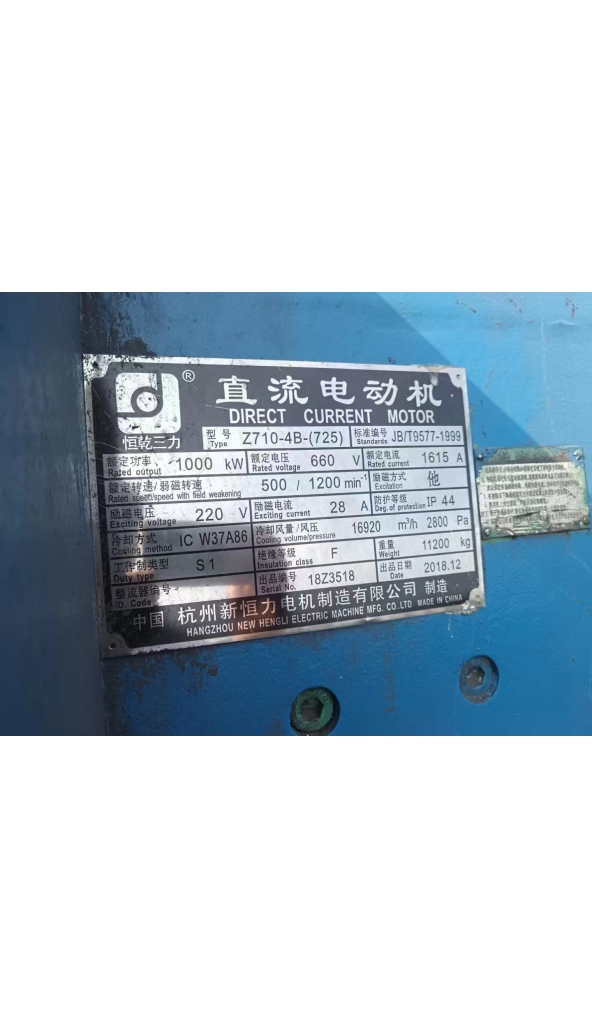 ® 直流电动机
DIRECT CURRENT MOTOR
恒乾三力 型号 Type Z710-4B-(725) 标准编号 Standards JB/T9577-1999
额定功率 Rated output 1000 kW 额定电压 Rated voltage 660 V 额定电流 Rated current 1615 A
额定转速/弱磁转速 Rated speed/speed with field weakening 500 / 1200 min⁻¹ 励磁方式 Excitation 他
励磁电压 Exciting voltage 220 V 励磁电流 Exciting current 28 A 防护等级 Deg. of protection IP 44
冷却方式 Cooling method IC W37A86 冷却风量/风压 Cooling volume/pressure 16920 m³/h 2800 Pa
工作制类型 Duty type S1 绝缘等级 Insulation class F 重量 Weight 11200 kg
整流器编号 ID Code 出品编号 Serial No. 18Z3518 出品日期 DATE 2018.12
中国 杭州新恒力电机制造有限公司 制造
HANGZHOU NEW HENGLI ELECTRIC MACHINE MFG. CO. LTD MADE IN CHINA